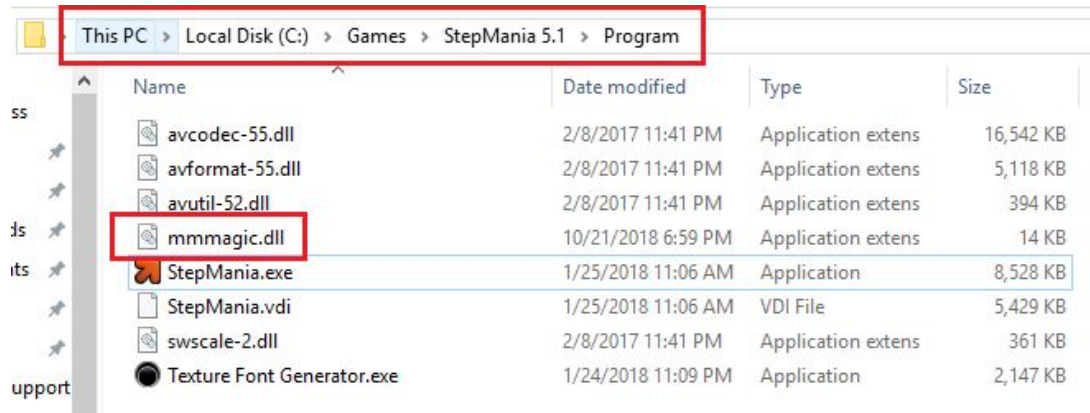 This PC > Local Disk (C:) > Games > StepMania 5.1 > Program
Name Date modified Type Size
ss
avcodec-55.dll 2/8/2017 11:41 PM Application extens 16,542 KB
avformat-55.dll 2/8/2017 11:41 PM Application extens 5,118 KB
avutil-52.dll 2/8/2017 11:41 PM Application extens 394 KB
ds mmmagic.dll 10/21/2018 6:59 PM Application extens 14 KB
nts StepMania.exe 1/25/2018 11:06 AM Application 8,528 KB
StepMania.vdi 1/25/2018 11:06 AM VDI File 5,429 KB
swscale-2.dll 2/8/2017 11:41 PM Application extens 361 KB
Texture Font Generator.exe 1/24/2018 11:09 PM Application 2,147 KB
upport